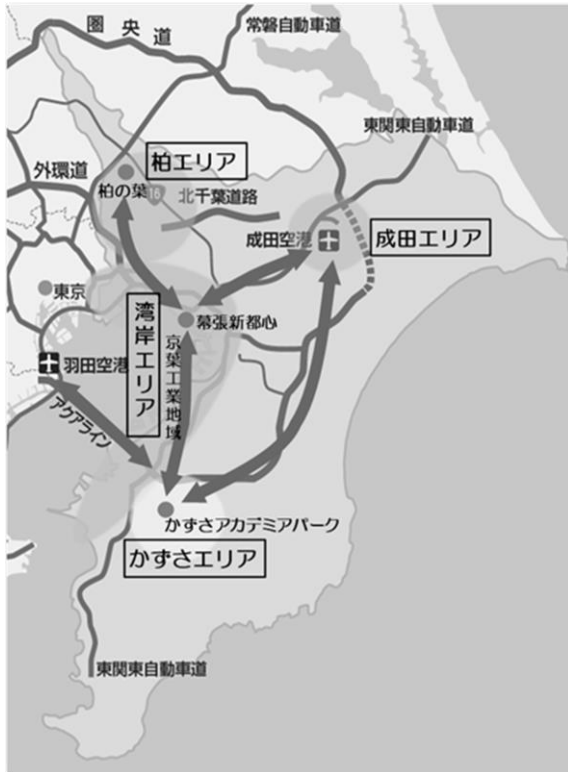 圏央道
常磐自動車道
東関東自動車道
柏エリア
外環道
柏の葉
16
北千葉道路
成田空港
成田エリア
東京
湾岸エリア
幕張新都心
京葉工業地域
羽田空港
アクアライン
かずさアカデミアパーク
かずさエリア
東関東自動車道